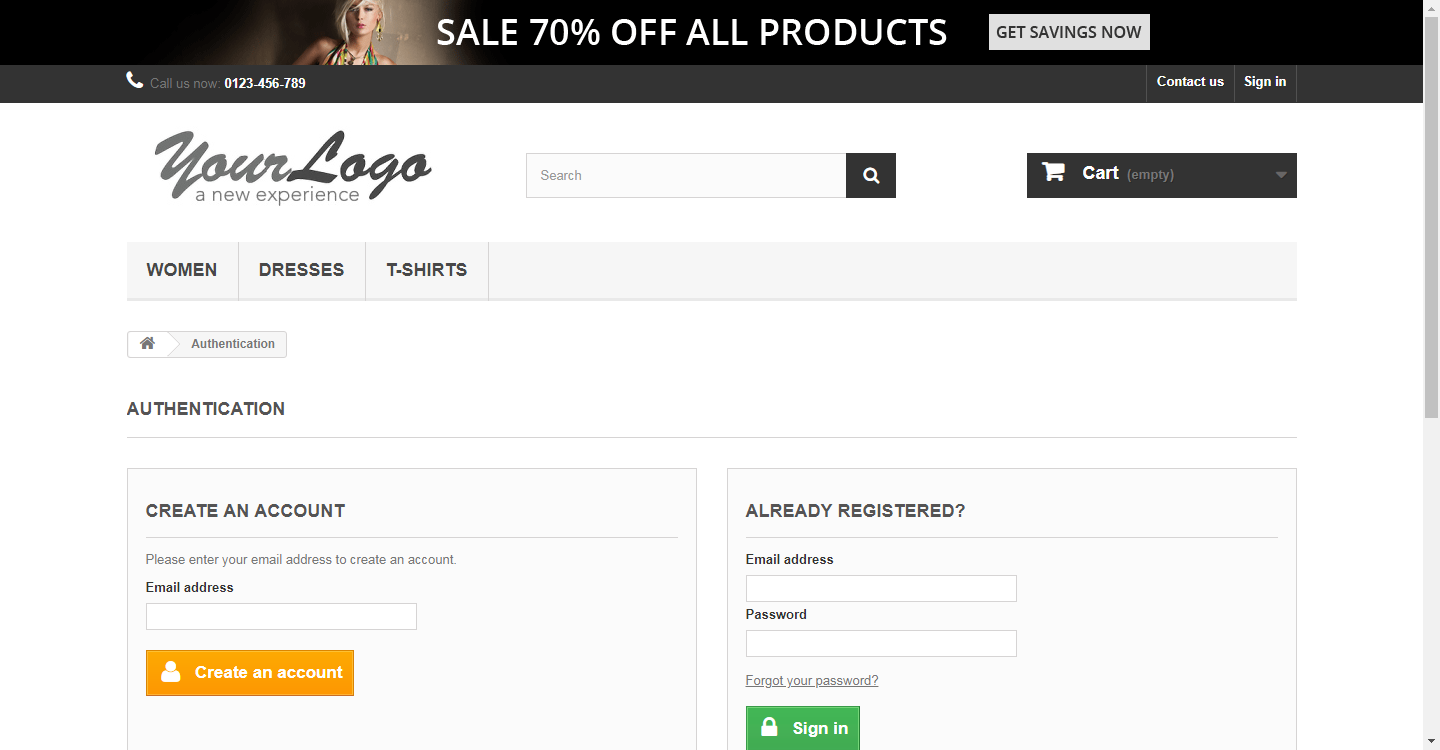 SALE 70% OFF ALL PRODUCTS GET SAVINGS NOW
Call us now: 0123-456-789 Contact us Sign in
YourLogo
a new experience
Search
Cart (empty)
WOMEN DRESSES T-SHIRTS
Authentication
AUTHENTICATION
CREATE AN ACCOUNT
Please enter your email address to create an account.
Email address
Create an account
ALREADY REGISTERED?
Email address
Password
Forgot your password?
Sign in